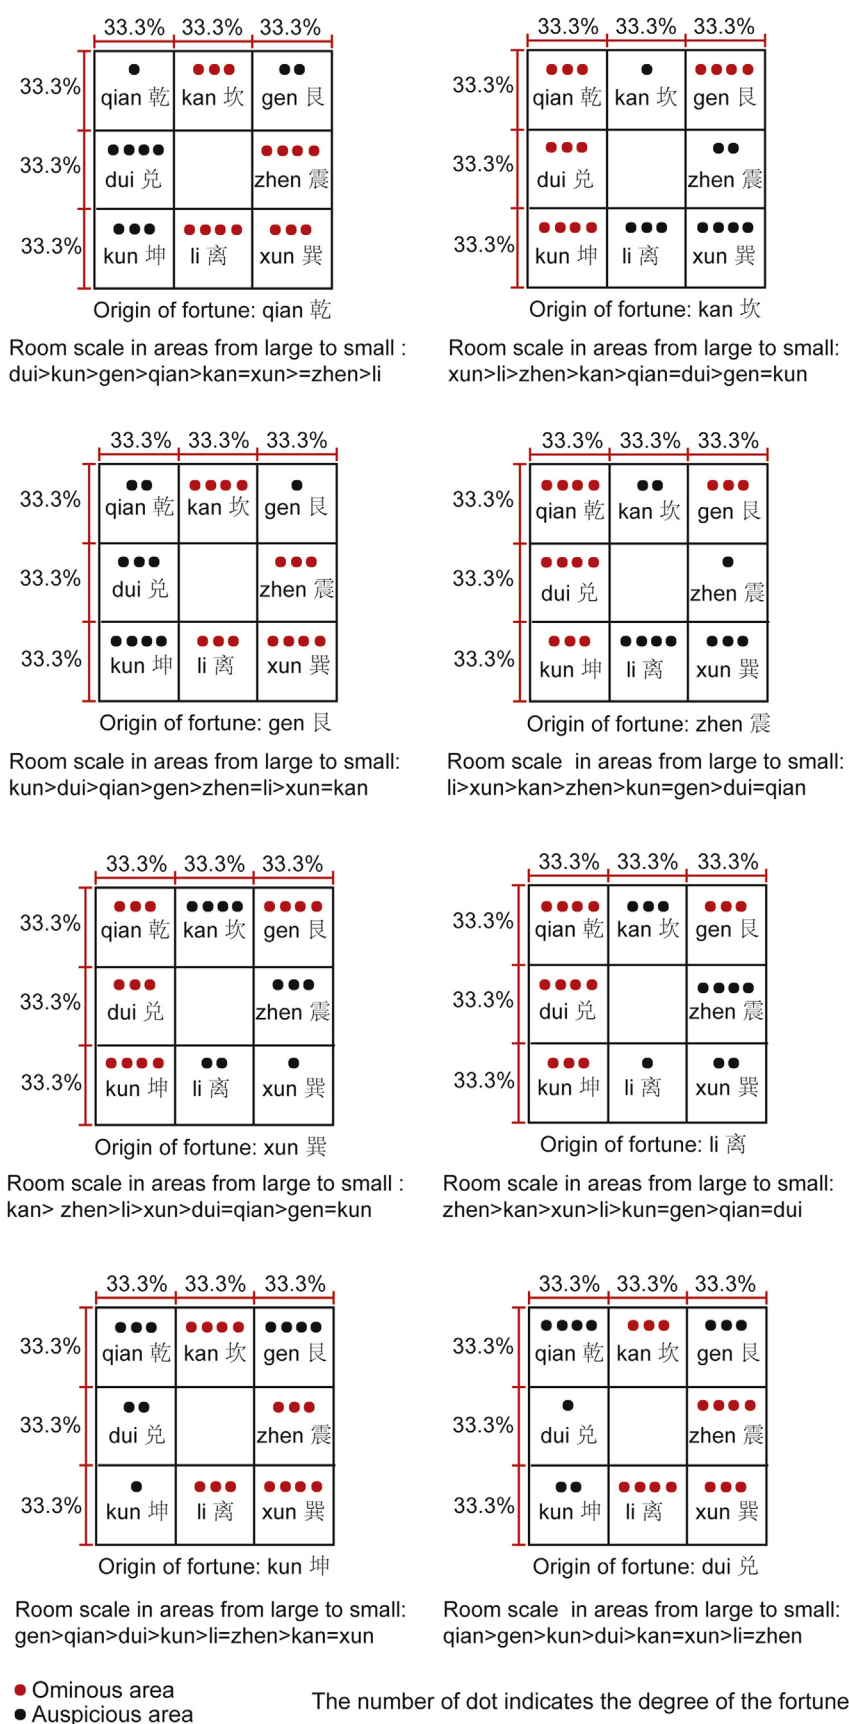 33.3% 33.3% 33.3%
33.3%
qian 乾 kan 坎 gen 艮
33.3%
dui 兑 zhen 震
33.3%
kun 坤 li 离 xun 巽
Origin of fortune: qian 乾
Room scale in areas from large to small :
dui>kun>gen>qian>kan=xun>=zhen>li
33.3% 33.3% 33.3%
33.3%
qian 乾 kan 坎 gen 艮
33.3%
dui 兑 zhen 震
33.3%
kun 坤 li 离 xun 巽
Origin of fortune: kan 坎
Room scale in areas from large to small:
xun>li>zhen>kan>qian=dui>gen=kun
33.3% 33.3% 33.3%
33.3%
qian 乾 kan 坎 gen 艮
33.3%
dui 兑 zhen 震
33.3%
kun 坤 li 离 xun 巽
Origin of fortune: gen 艮
Room scale in areas from large to small:
kun>dui>qian>gen>zhen=li>xun=kan
33.3% 33.3% 33.3%
33.3%
qian 乾 kan 坎 gen 艮
33.3%
dui 兑 zhen 震
33.3%
kun 坤 li 离 xun 巽
Origin of fortune: zhen 震
Room scale in areas from large to small:
li>xun>kan>zhen>kun=gen>dui=qian
33.3% 33.3% 33.3%
33.3%
qian 乾 kan 坎 gen 艮
33.3%
dui 兑 zhen 震
33.3%
kun 坤 li 离 xun 巽
Origin of fortune: xun 巽
Room scale in areas from large to small :
kan> zhen>li>xun>dui=qian>gen=kun
33.3% 33.3% 33.3%
33.3%
qian 乾 kan 坎 gen 艮
33.3%
dui 兑 zhen 震
33.3%
kun 坤 li 离 xun 巽
Origin of fortune: li 离
Room scale in areas from large to small:
zhen>kan>xun>li>kun=gen>qian=dui
33.3% 33.3% 33.3%
33.3%
qian 乾 kan 坎 gen 艮
33.3%
dui 兑 zhen 震
33.3%
kun 坤 li 离 xun 巽
Origin of fortune: kun 坤
Room scale in areas from large to small:
gen>qian>dui>kun>li=zhen>kan=xun
33.3% 33.3% 33.3%
33.3%
qian 乾 kan 坎 gen 艮
33.3%
dui 兑 zhen 震
33.3%
kun 坤 li 离 xun 巽
Origin of fortune: dui 兑
Room scale in areas from large to small:
qian>gen>kun>dui>kan=xun>li=zhen
Ominous area
Auspicious area
The number of dot indicates the degree of the fortune